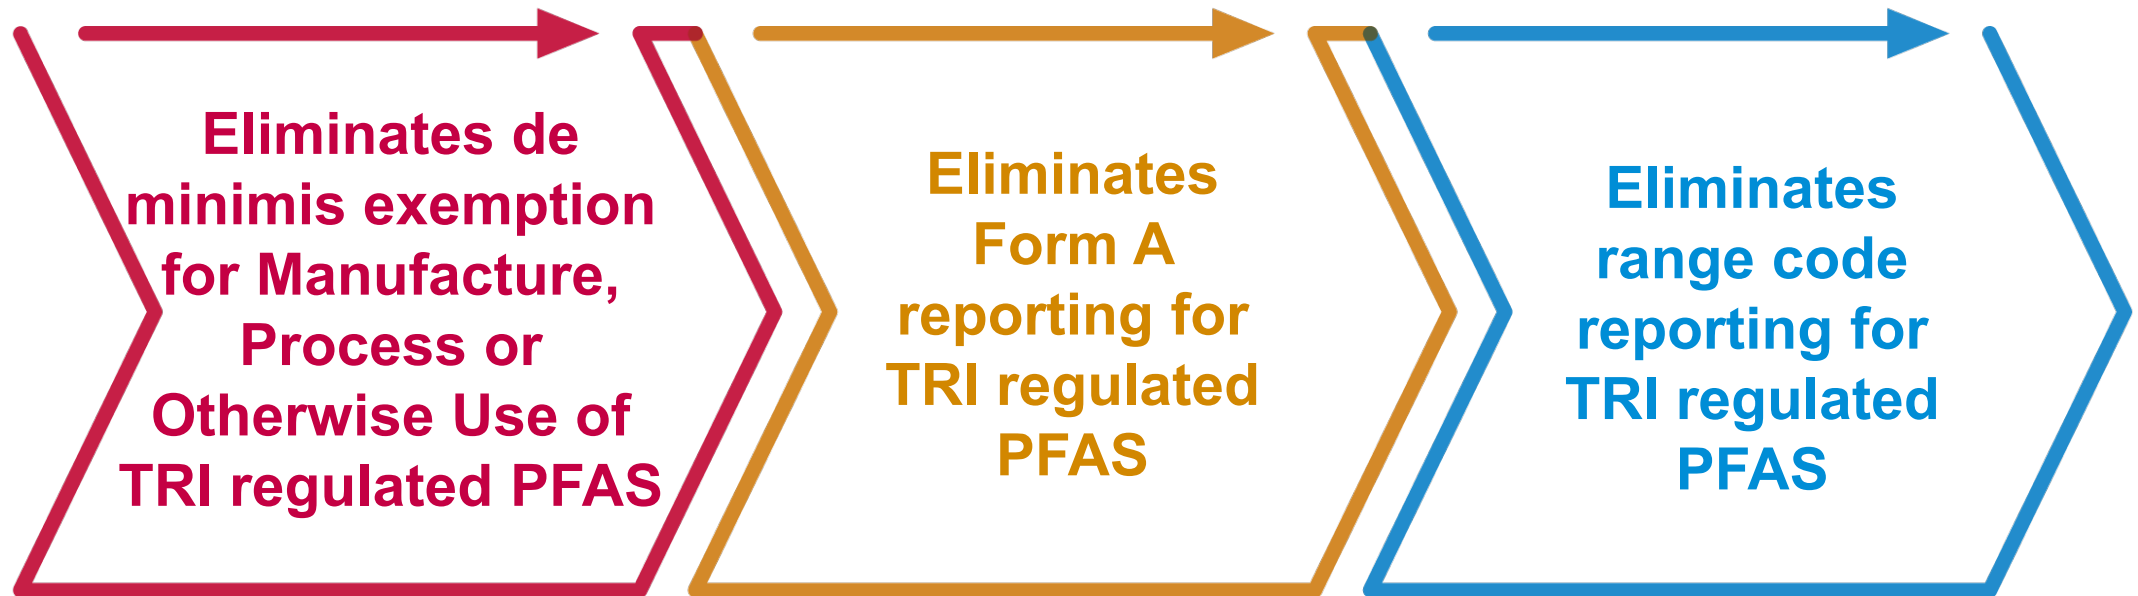 Eliminates de
minimis exemption
for Manufacture,
Process or
Otherwise Use of
TRI regulated PFAS
Eliminates
Form A
reporting for
TRI regulated
PFAS
Eliminates
range code
reporting for
TRI regulated
PFAS